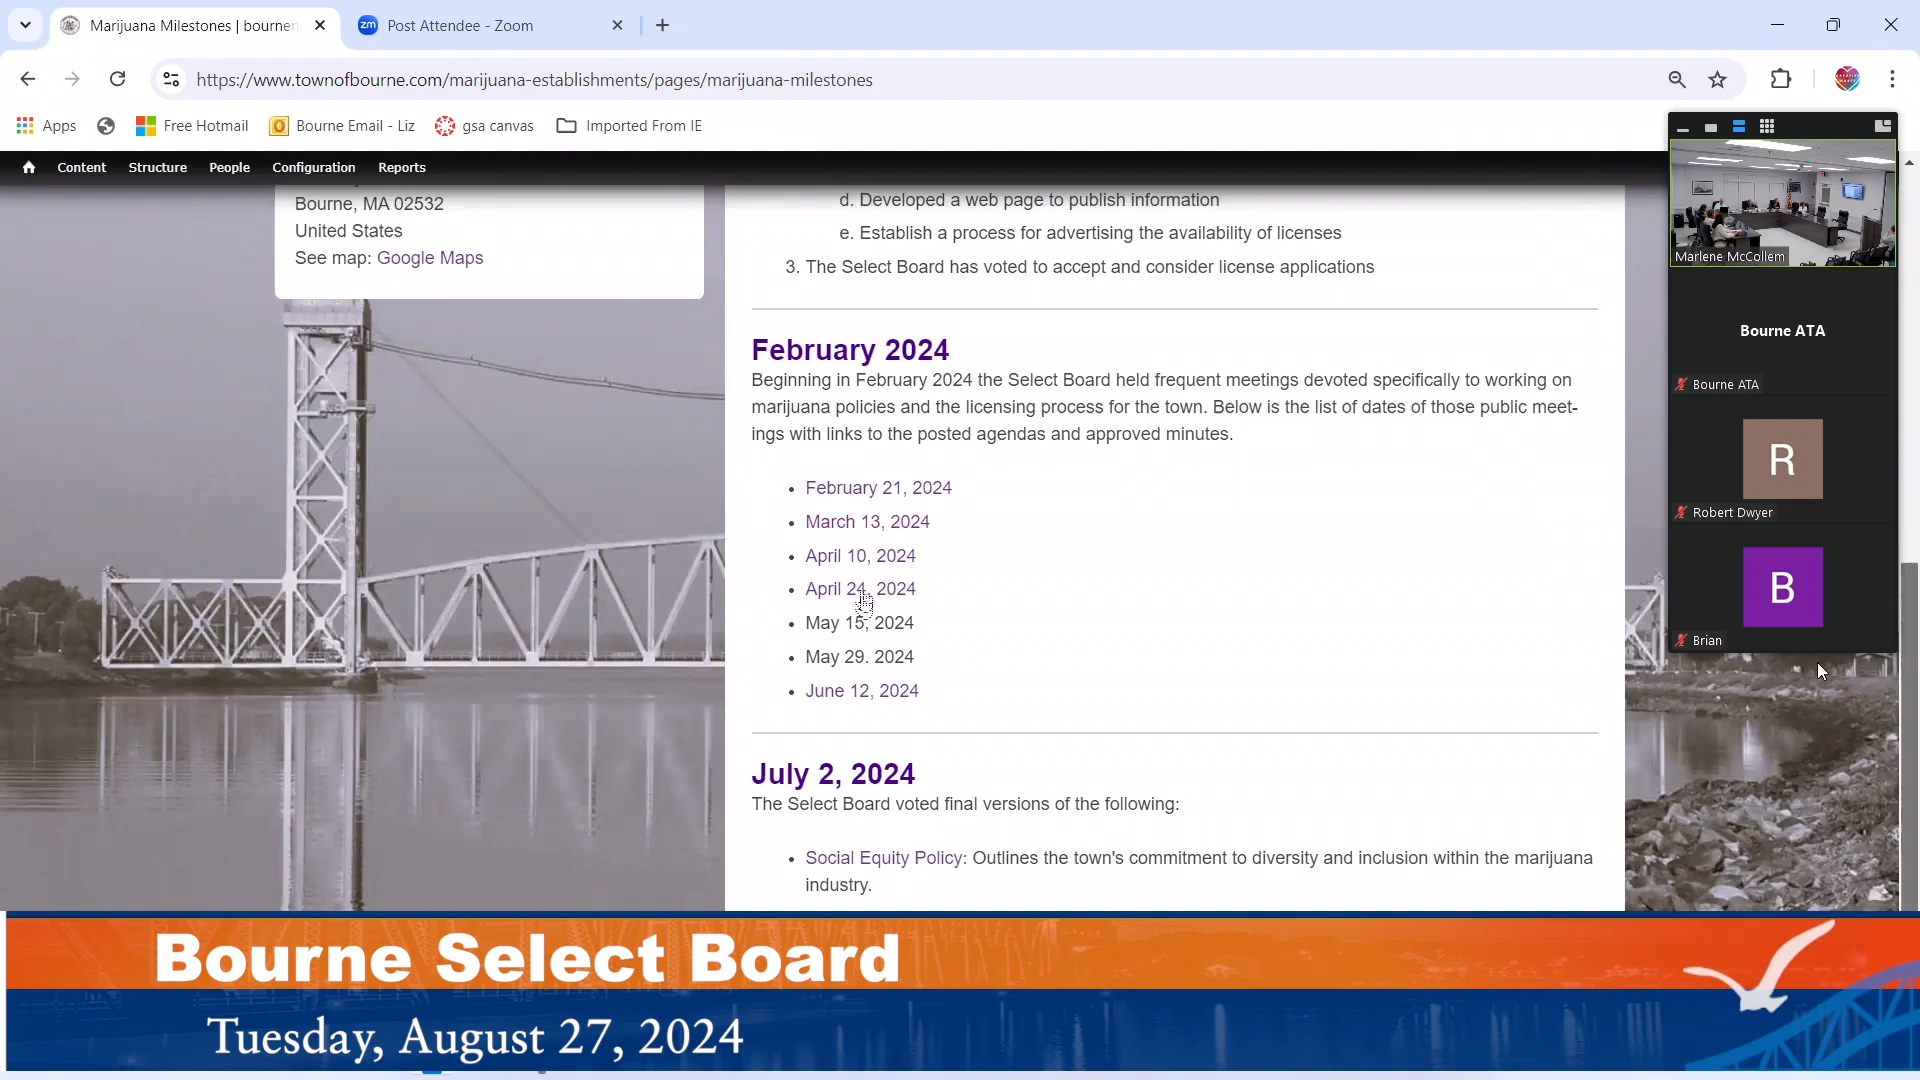 Marijuana Milestones | bourne
Post Attendee - Zoom
https://www.townofbourne.com/marijuana-establishments/pages/marijuana-milestones
Apps
Free Hotmail
Bourne Email - Liz
gsa canvas
Imported From IE
Content
Structure
People
Configuration
Reports
Bourne, MA 02532
United States
See map: Google Maps
d. Developed a web page to publish information
e. Establish a process for advertising the availability of licenses
3. The Select Board has voted to accept and consider license applications
February 2024
Beginning in February 2024 the Select Board held frequent meetings devoted specifically to working on
marijuana policies and the licensing process for the town. Below is the list of dates of those public meet-
ings with links to the posted agendas and approved minutes.
• February 21, 2024
• March 13, 2024
• April 10, 2024
• April 24, 2024
• May 15, 2024
• May 29. 2024
• June 12, 2024
July 2, 2024
The Select Board voted final versions of the following:
• Social Equity Policy: Outlines the town's commitment to diversity and inclusion within the marijuana
industry.
Marlene McCollem
Bourne ATA
Bourne ATA
R
Robert Dwyer
B
Brian
Bourne Select Board
Tuesday, August 27, 2024